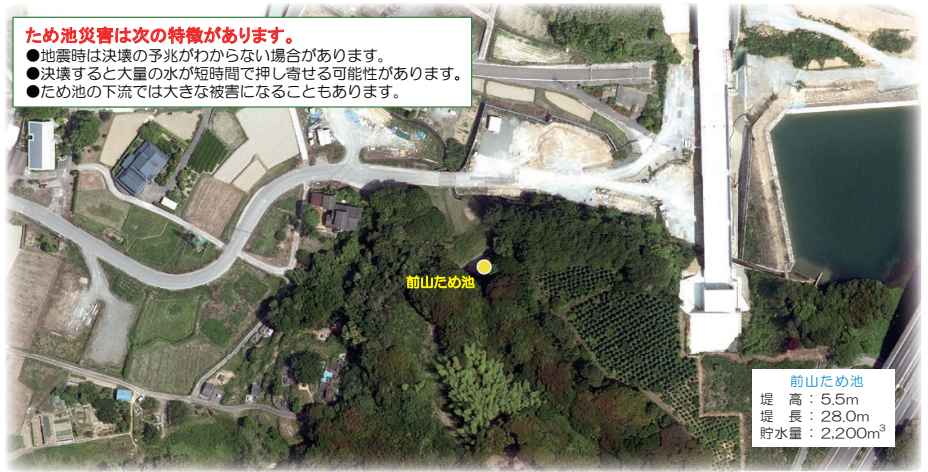 ため池災害は次の特徴があります。
●地震時は決壊の予兆がわからない場合があります。
●決壊すると大量の水が短時間で押し寄せる可能性があります。
●ため池の下流では大きな被害になることもあります。
前山ため池
前山ため池
堤　高：5.5m
堤　長：28.0m
貯水量：2,200m³